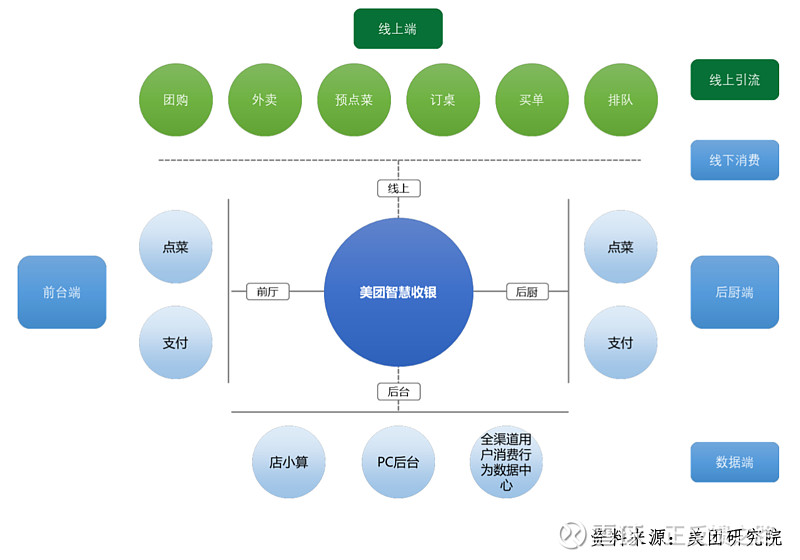 线上端
团购
外卖
预点菜
订桌
买单
排队
线上引流
线下消费
线上
点菜
点菜
前台端
前厅
美团智慧收银
后厨
后厨端
支付
支付
后台
店小算
PC后台
全渠道用
户消费行
为数据中
心
数据端
资料来源：美团研究院